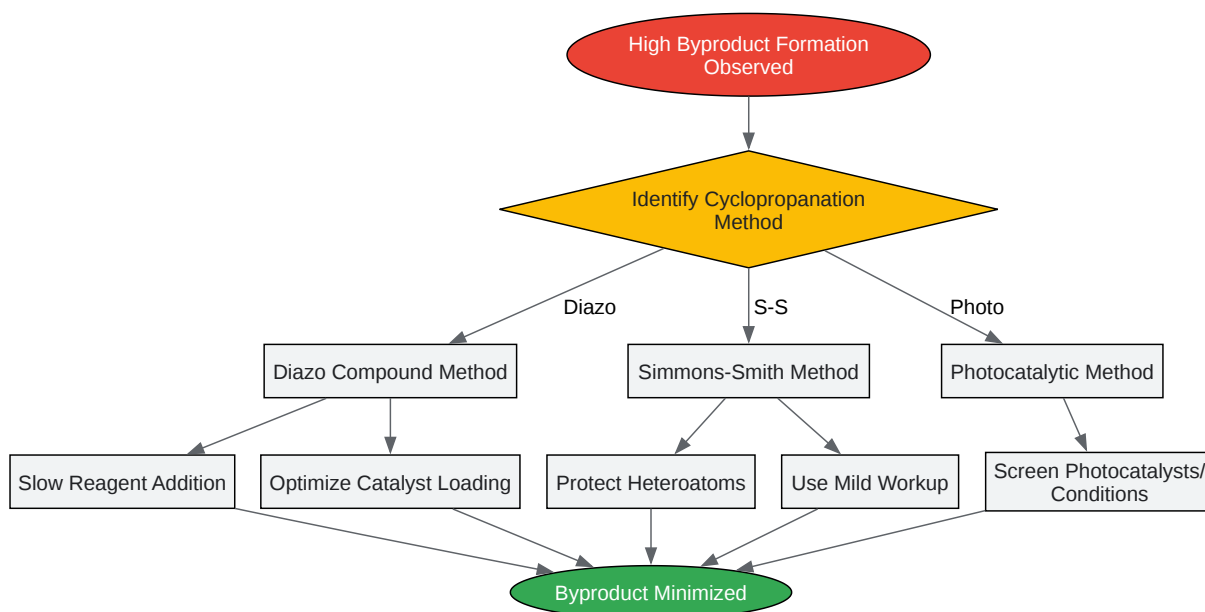 High Byproduct Formation
Observed
Identify Cyclopropanation
Method
Diazo
S-S
Photo
Diazo Compound Method
Simmons-Smith Method
Photocatalytic Method
Slow Reagent Addition
Optimize Catalyst Loading
Protect Heteroatoms
Use Mild Workup
Screen Photocatalysts/
Conditions
Byproduct Minimized